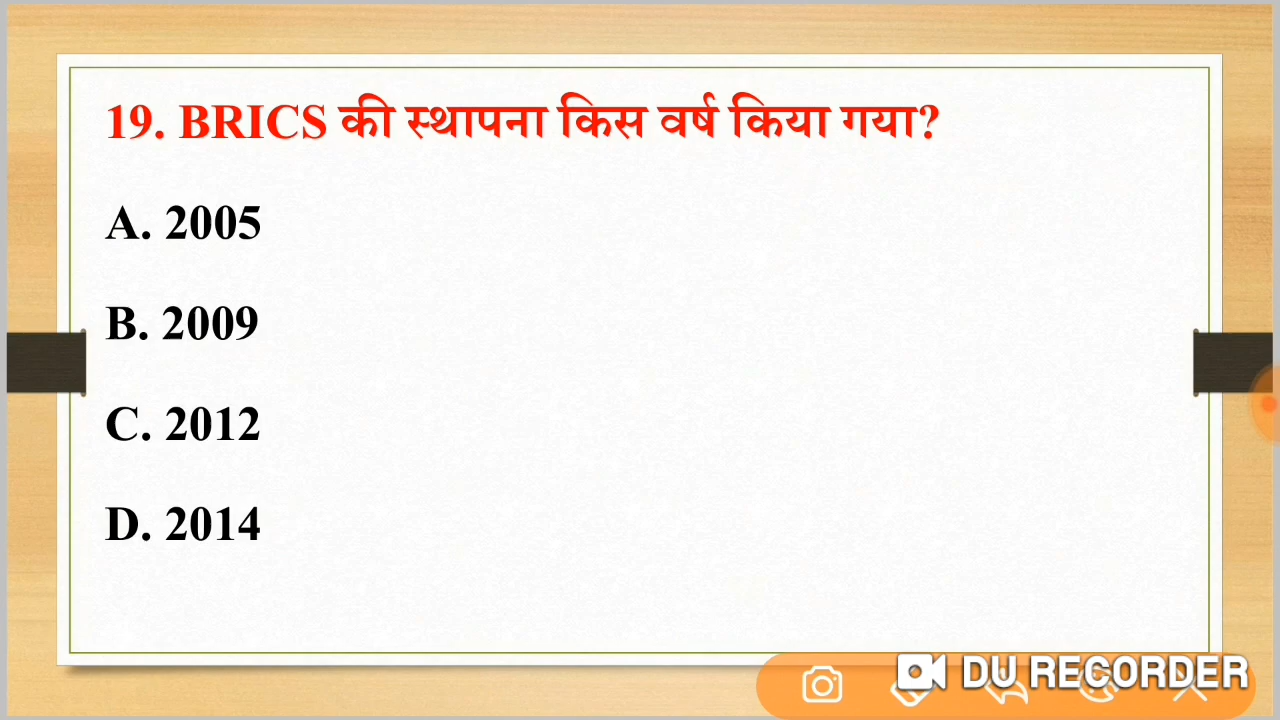 19. BRICS की स्थापना किस वर्ष किया गया?
A. 2005
B. 2009
C. 2012
D. 2014
DU RECORDER